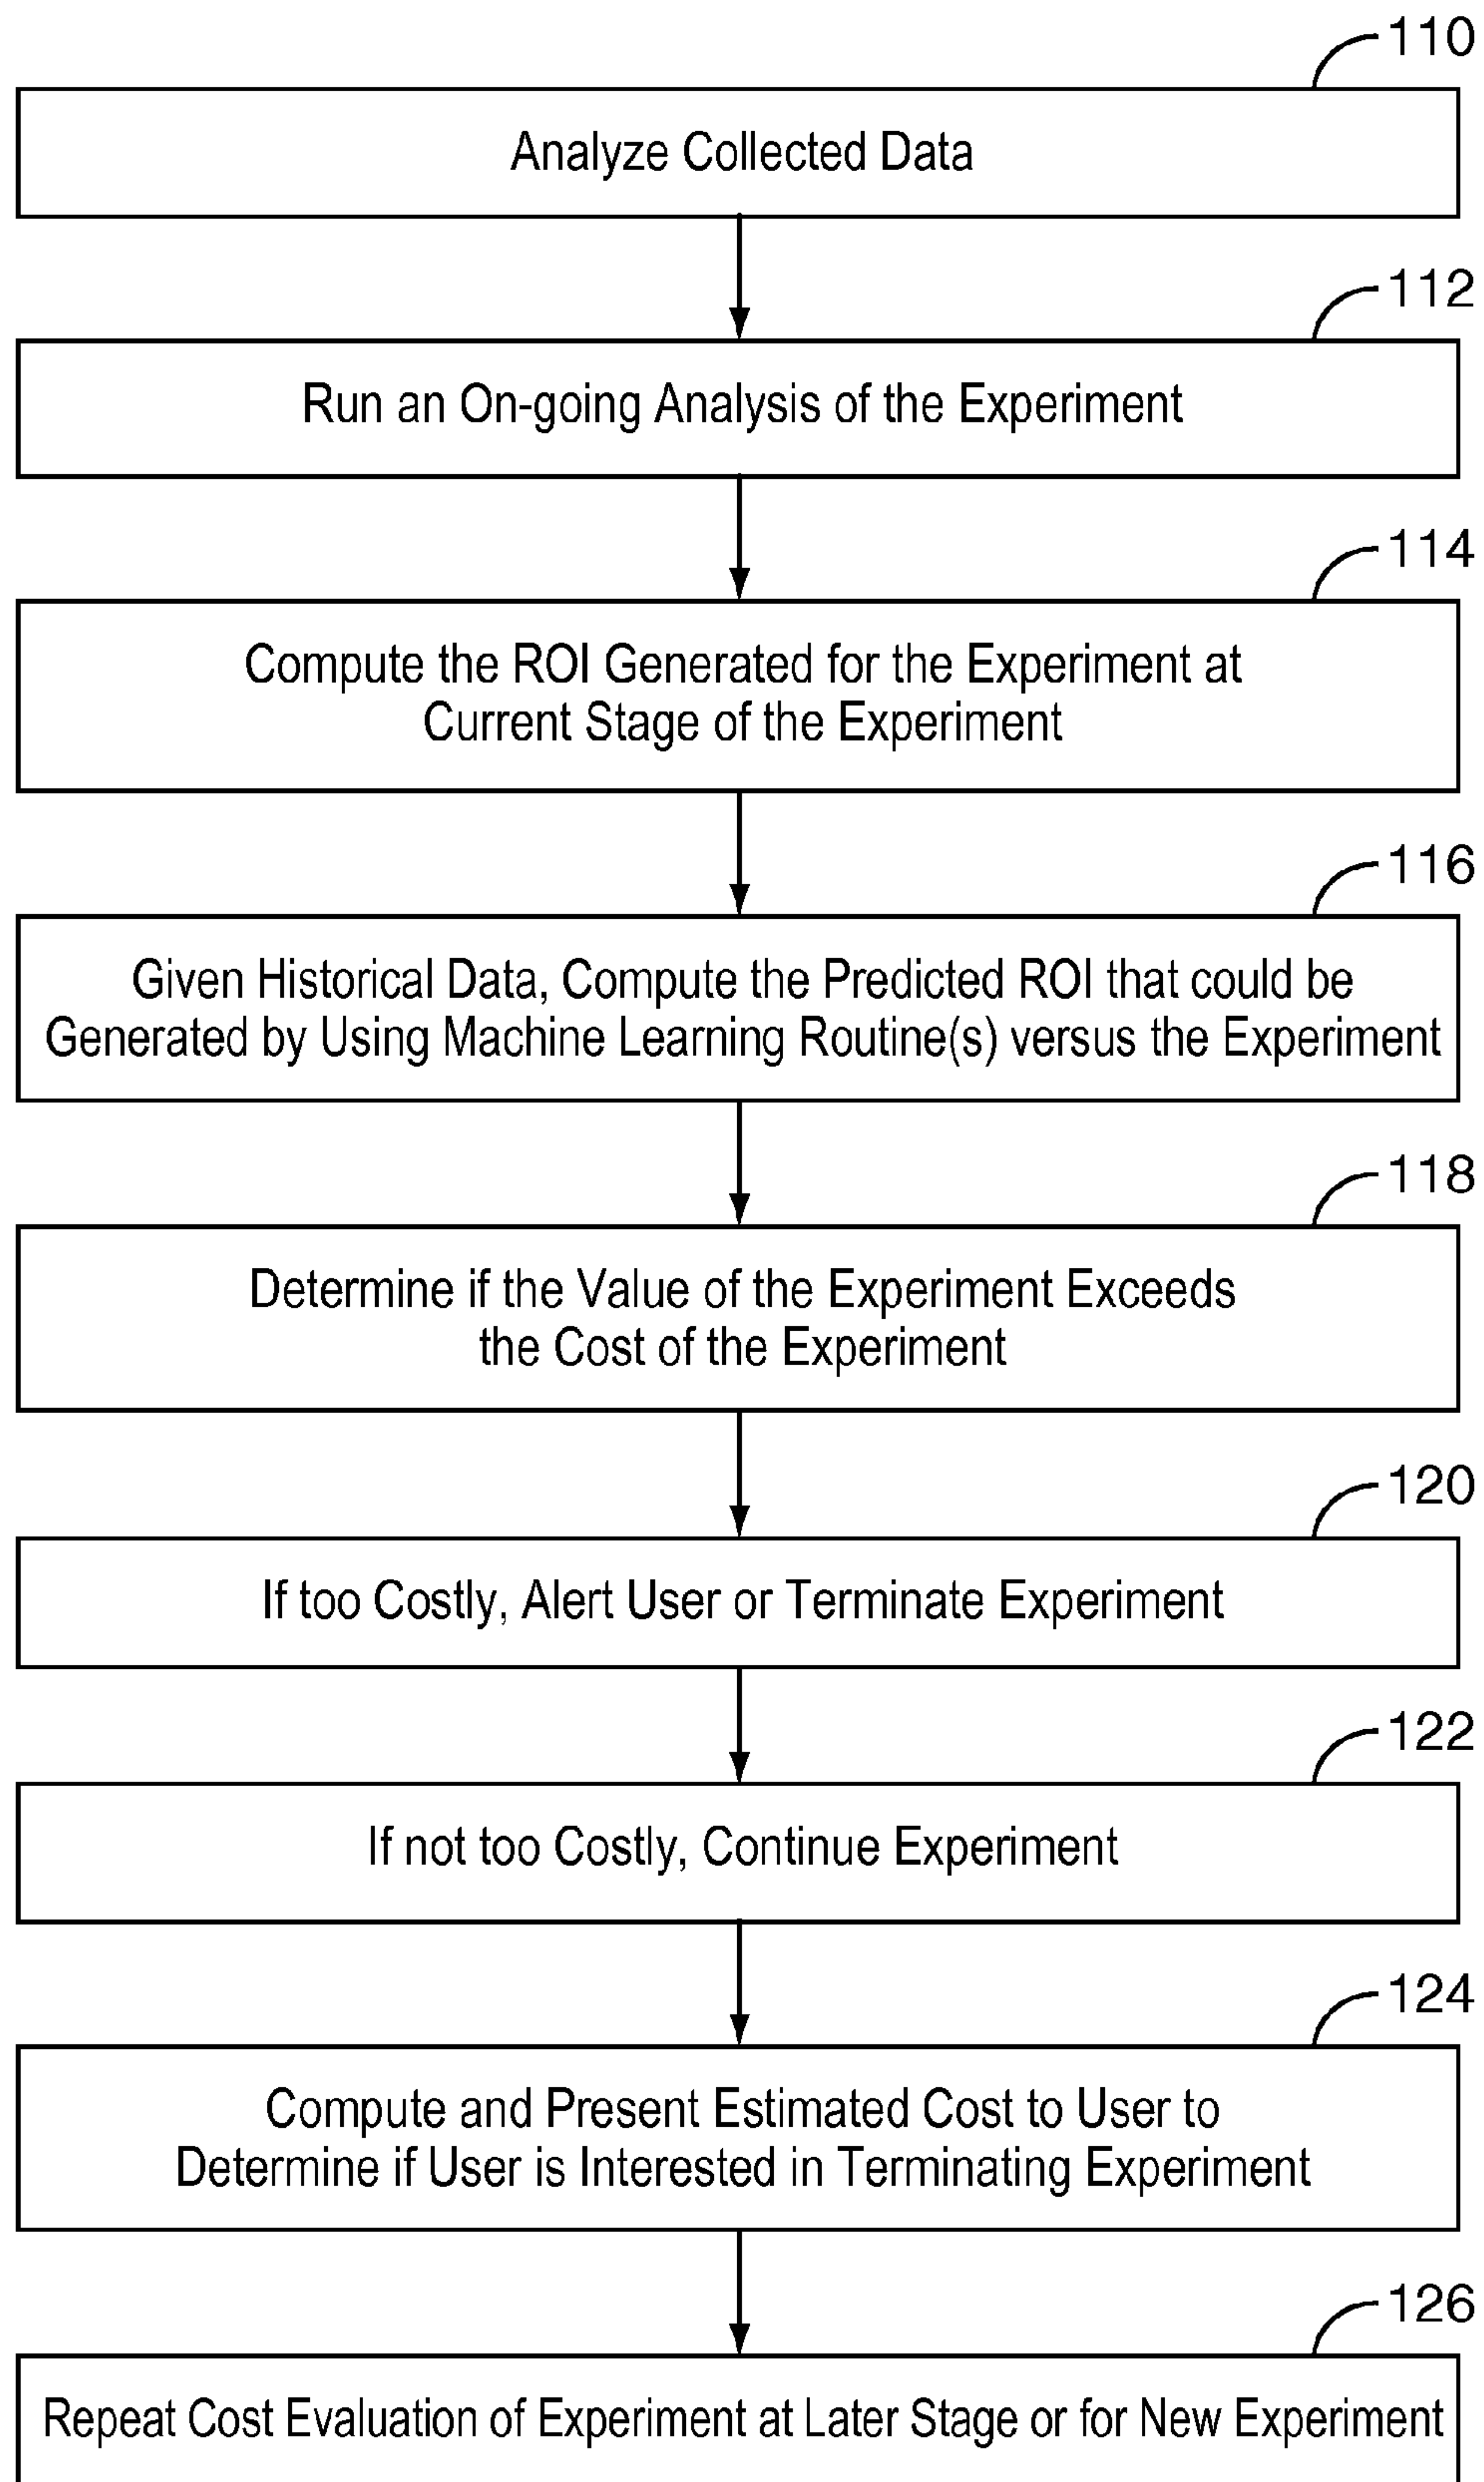 110
Analyze Collected Data
112
Run an On-going Analysis of the Experiment
114
Compute the ROI Generated for the Experiment at
Current Stage of the Experiment
116
Given Historical Data, Compute the Predicted ROI that could be
Generated by Using Machine Learning Routine(s) versus the Experiment
118
Determine if the Value of the Experiment Exceeds
the Cost of the Experiment
120
If too Costly, Alert User or Terminate Experiment
122
If not too Costly, Continue Experiment
124
Compute and Present Estimated Cost to User to
Determine if User is Interested in Terminating Experiment
126
Repeat Cost Evaluation of Experiment at Later Stage or for New Experiment